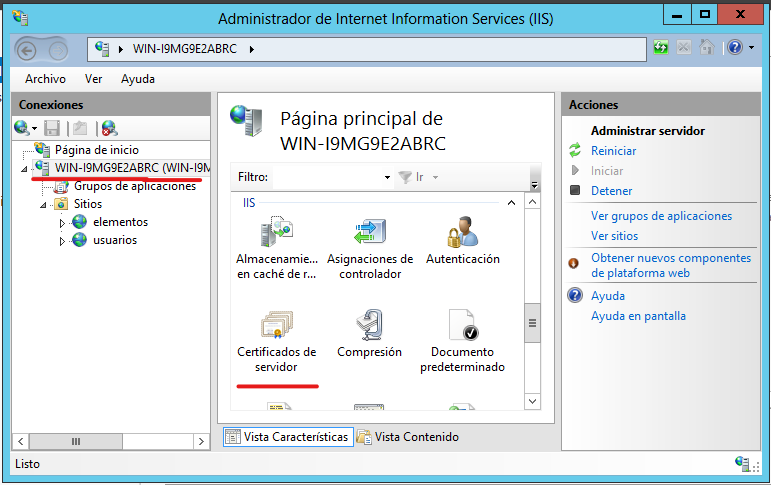 Administrador de Internet Information Services (IIS)
WIN-I9MG9E2ABRC
Archivo Ver Ayuda
Conexiones
Página de inicio
WIN-I9MG9E2ABRC (WIN-I9M
Grupos de aplicaciones
Sitios
elementos
usuarios
Página principal de
WIN-I9MG9E2ABRC
Filtro: Ir
IIS
Almacenamie...
en caché de r...
Asignaciones de
controlador
Autenticación
Certificados de
servidor
Compresión
Documento
predeterminado
Vista Características Vista Contenido
Acciones
Administrar servidor
Reiniciar
Iniciar
Detener
Ver grupos de aplicaciones
Ver sitios
Obtener nuevos componentes
de plataforma web
Ayuda
Ayuda en pantalla
Listo